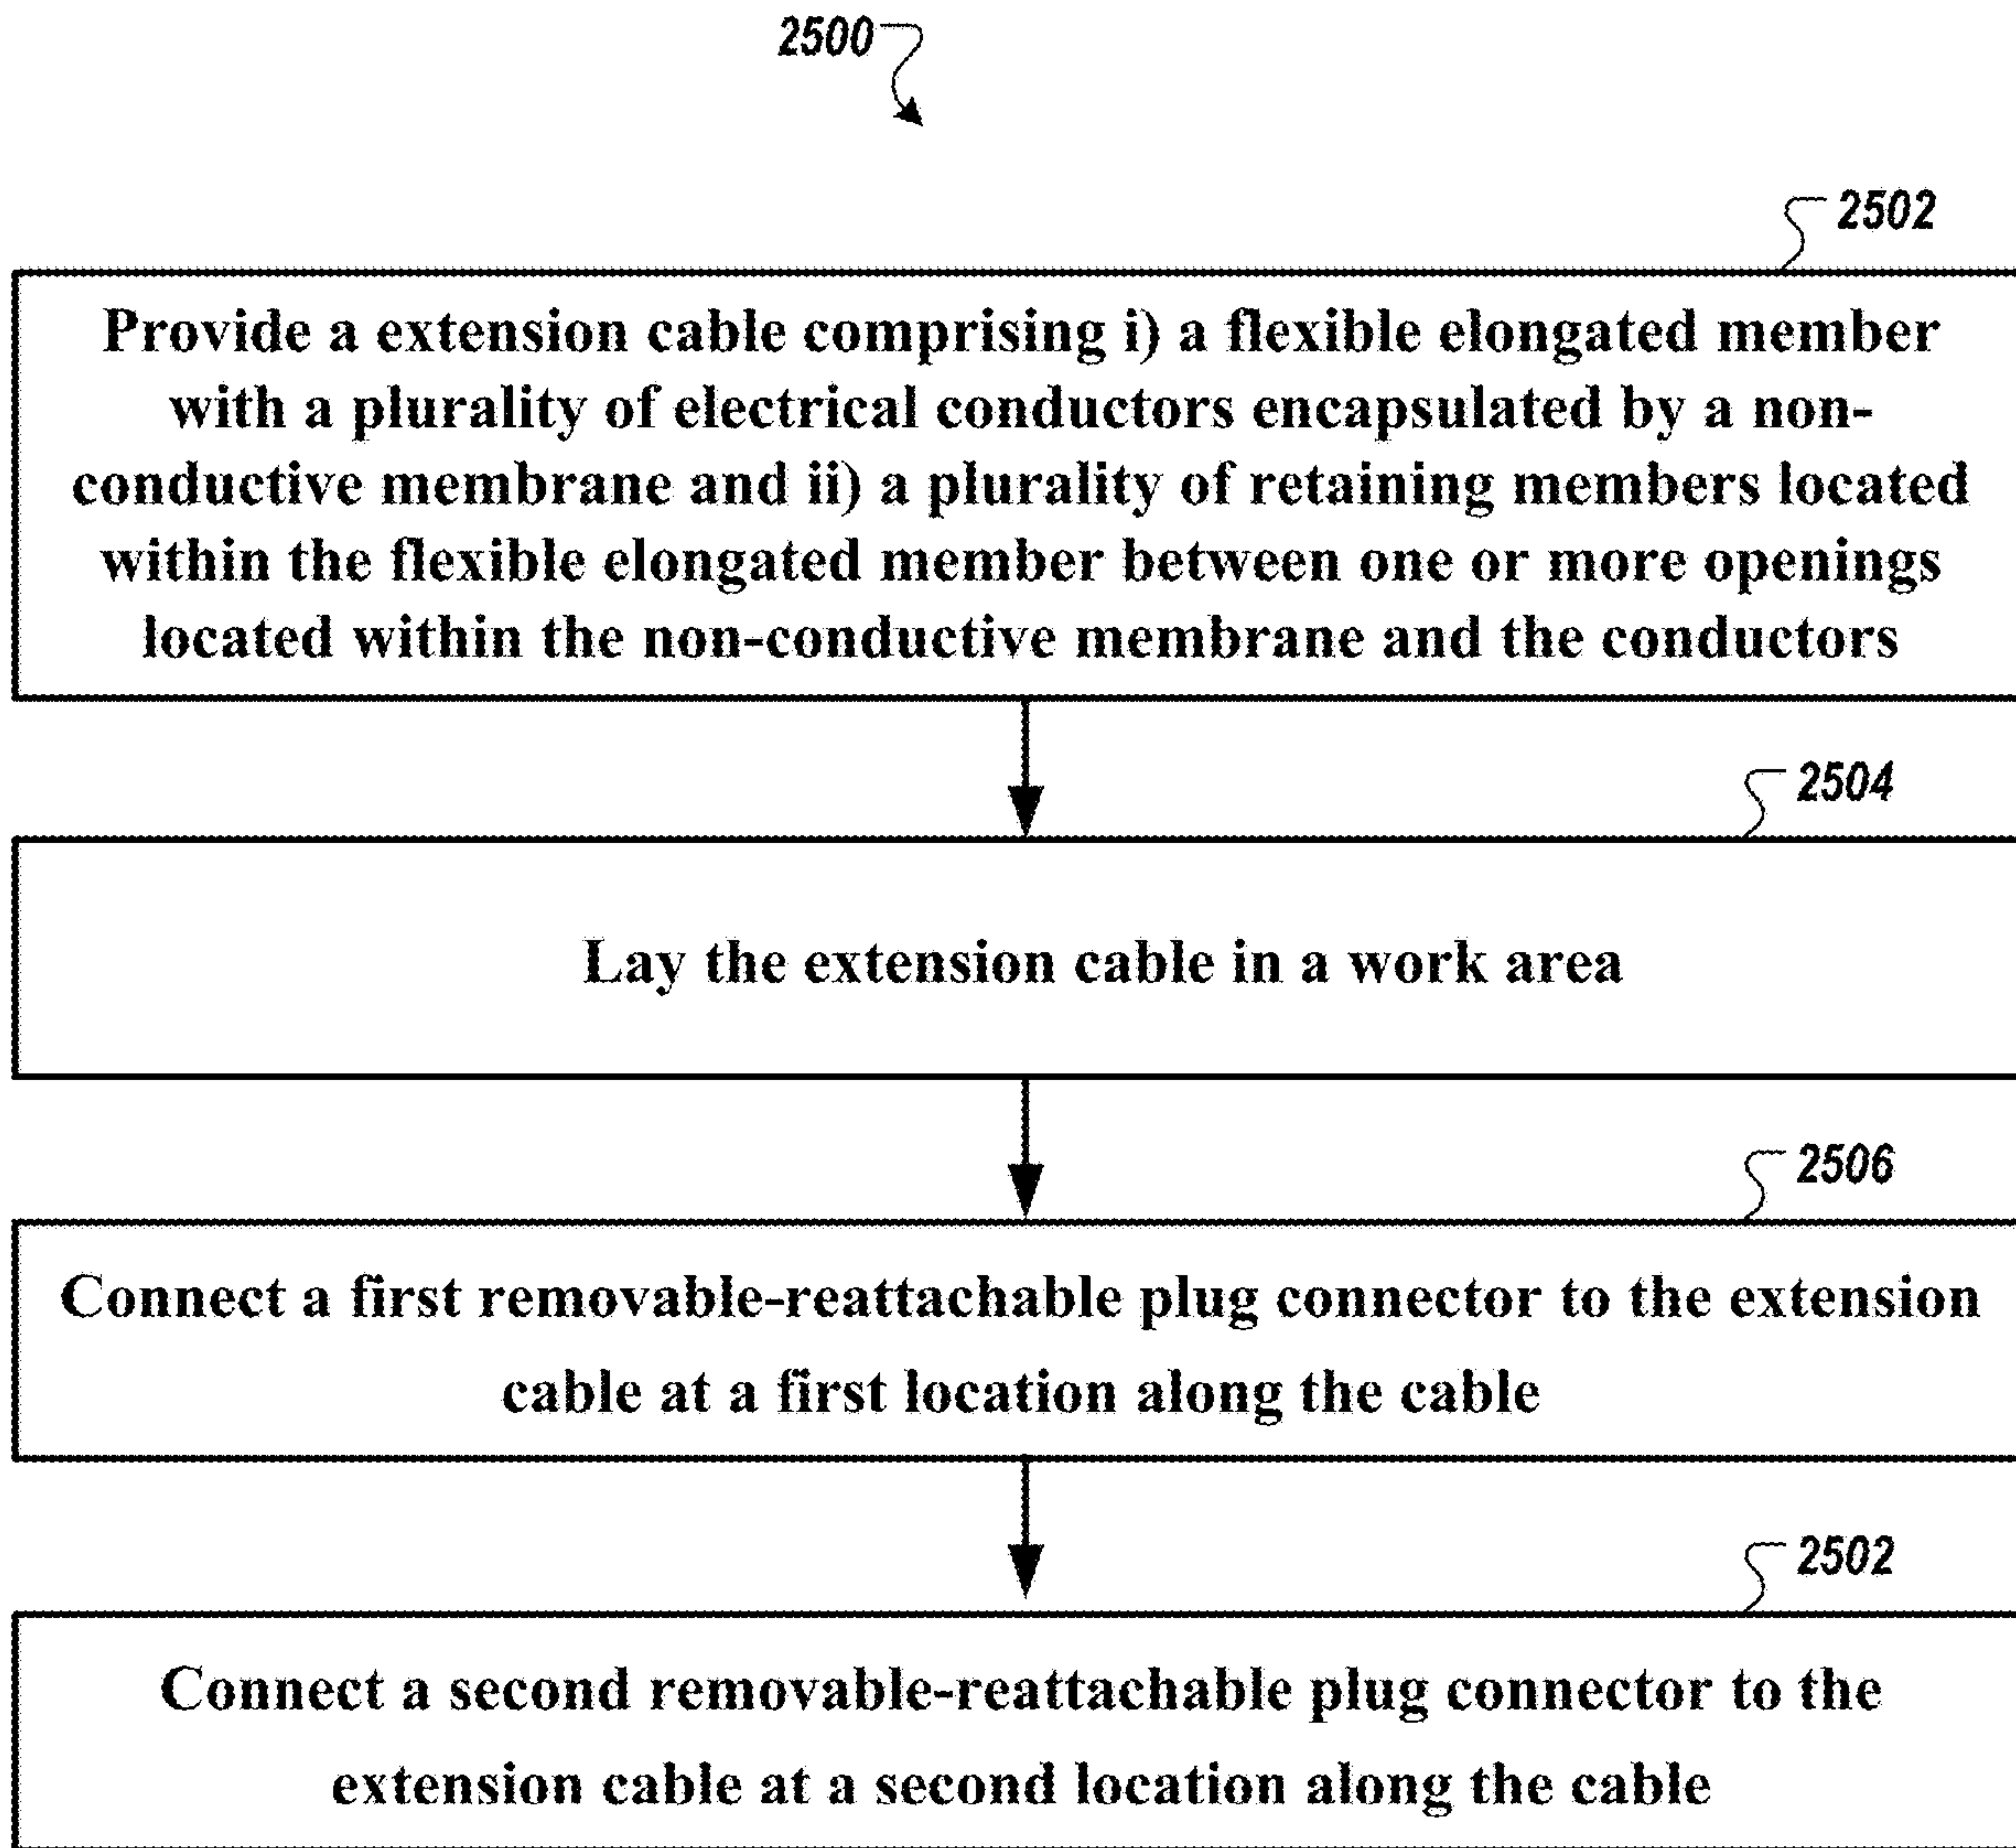 2500
2502
Provide a extension cable comprising i) a flexible elongated member
with a plurality of electrical conductors encapsulated by a non-
conductive membrane and ii) a plurality of retaining members located
within the flexible elongated member between one or more openings
located within the non-conductive membrane and the conductors
2504
Lay the extension cable in a work area
2506
Connect a first removable-reattachable plug connector to the extension
cable at a first location along the cable
2502
Connect a second removable-reattachable plug connector to the
extension cable at a second location along the cable